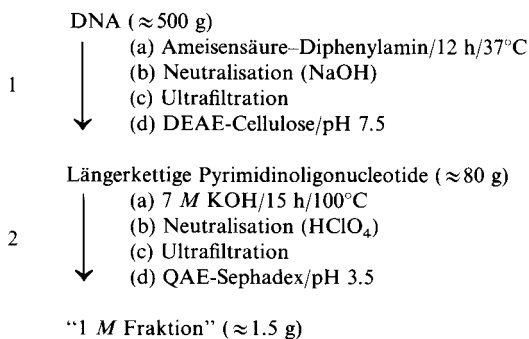 DNA (≈500 g)
(a) Ameisensäure–Diphenylamin/12 h/37°C
(b) Neutralisation (NaOH)
1
(c) Ultrafiltration
(d) DEAE-Cellulose/pH 7.5
Längerkettige Pyrimidinoligonucleotide (≈80 g)
(a) 7 M KOH/15 h/100°C
(b) Neutralisation (HClO₄)
2
(c) Ultrafiltration
(d) QAE-Sephadex/pH 3.5
“1 M Fraktion” (≈1.5 g)